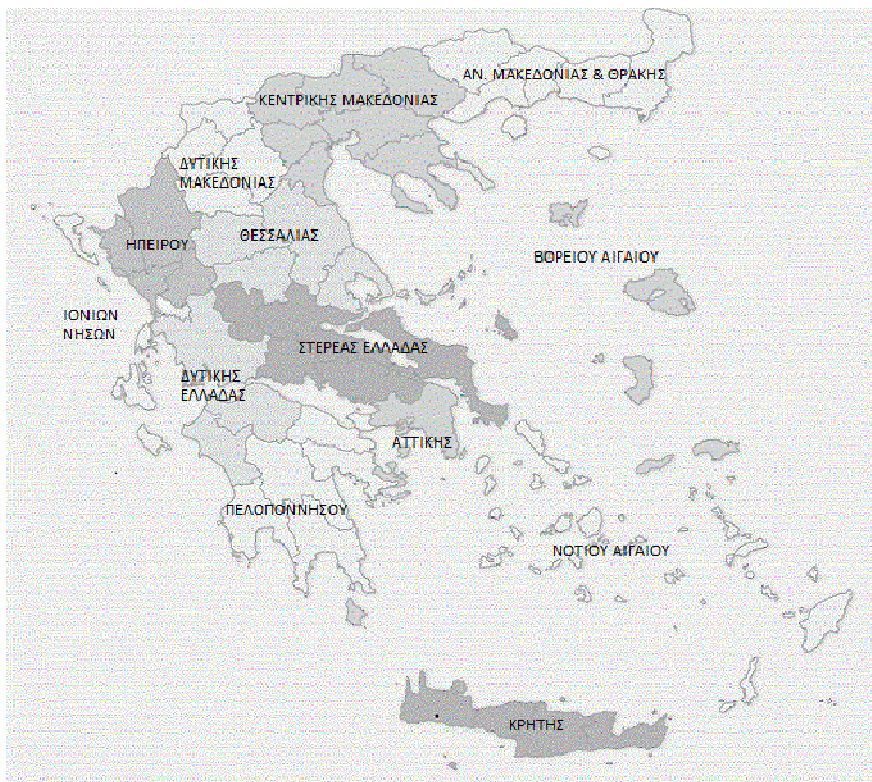 ΑΝ. ΜΑΚΕΔΟΝΙΑΣ & ΘΡΑΚΗΣ
ΚΕΝΤΡΙΚΗΣ ΜΑΚΕΔΟΝΙΑΣ
ΔΥΤΙΚΗΣ
ΜΑΚΕΔΟΝΙΑΣ
ΘΕΣΣΑΛΙΑΣ
ΗΠΕΙΡΟΥ
ΒΟΡΕΙΟΥ ΑΙΓΑΙΟΥ
ΙΟΝΙΩΝ
ΝΗΣΩΝ
ΣΤΕΡΕΑΣ ΕΛΛΑΔΑΣ
ΔΥΤΙΚΗΣ
ΕΛΛΑΔΑΣ
ΑΤΤΙΚΗΣ
ΠΕΛΟΠΟΝΝΗΣΟΥ
ΝΟΤΙΟΥ ΑΙΓΑΙΟΥ
ΚΡΗΤΗΣ